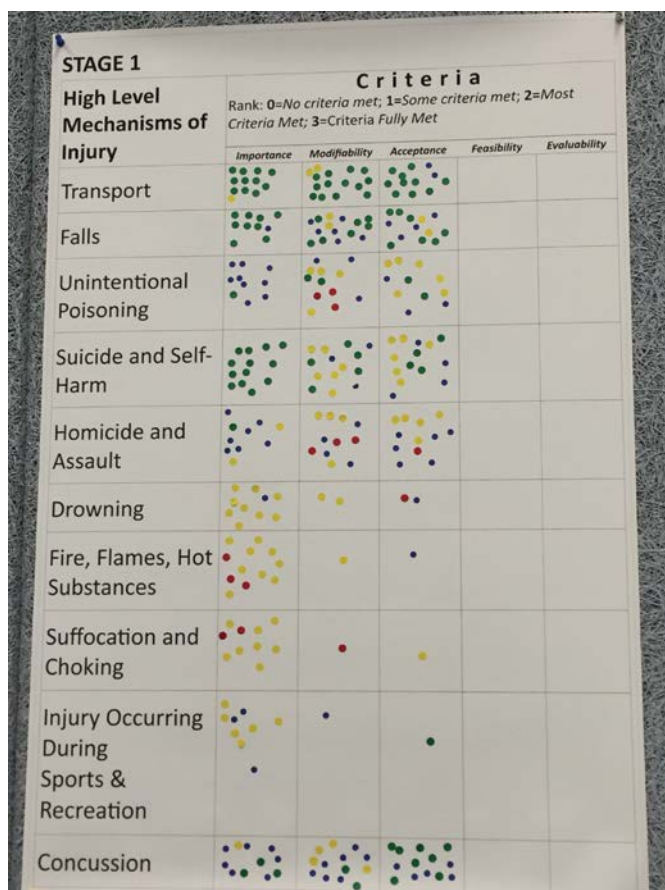 STAGE 1
High Level
Mechanisms of
Injury
Criteria
Rank: 0=No criteria met; 1=Some criteria met; 2=Most
Criteria Met; 3=Criteria Fully Met
Importance Modifiability Acceptance Feasibility Evaluability
Transport
Falls
Unintentional
Poisoning
Suicide and Self-
Harm
Homicide and
Assault
Drowning
Fire, Flames, Hot
Substances
Suffocation and
Choking
Injury Occurring
During
Sports &
Recreation
Concussion